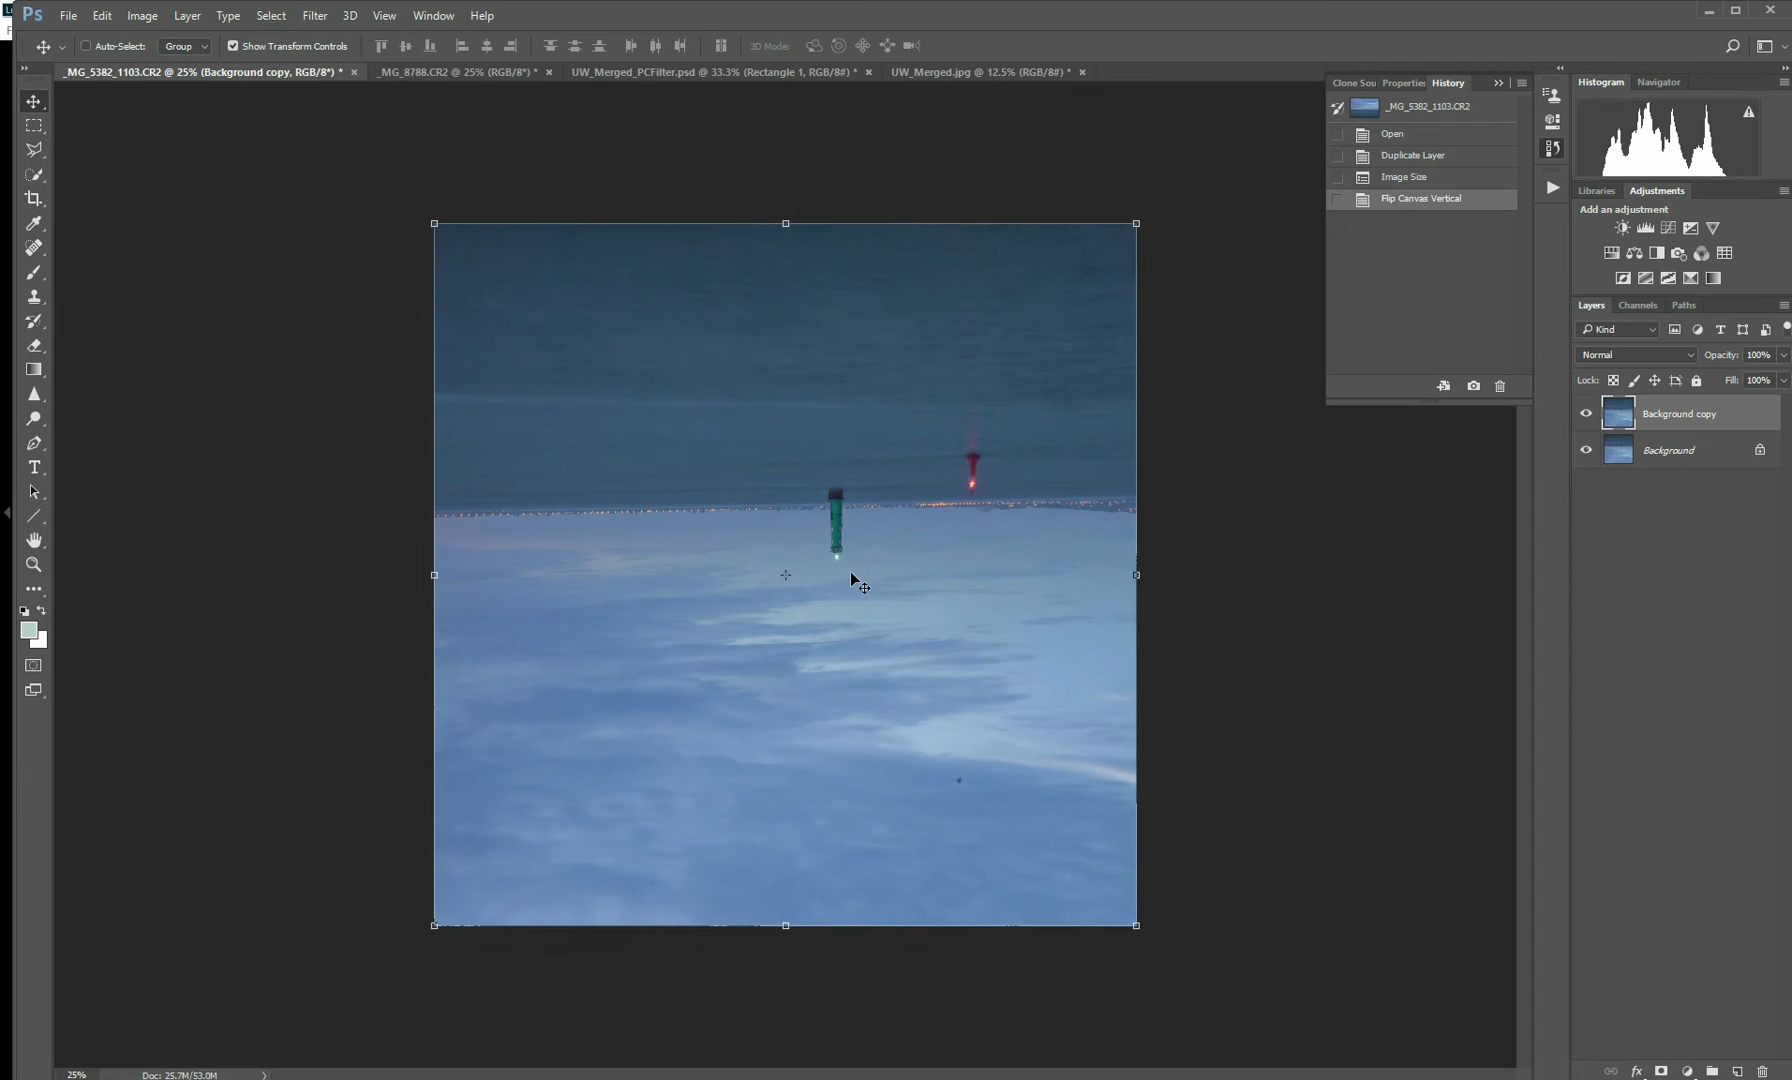 Ps File Edit Image Layer Type Select Filter 3D View Window Help
Auto-Select: Group Show Transform Controls 3D Mode:
_MG_5382_1103.CR2 @ 25% (Background copy, RGB/8*) * _MG_8788.CR2 @ 25% (RGB/8*) * UW_Merged_PCFilter.psd @ 33.3% (Rectangle 1, RGB/8#) * UW_Merged.jpg @ 12.5% (RGB/8#) *
Clone Sou Properties History
_MG_5382_1103.CR2
Open
Duplicate Layer
Image Size
Flip Canvas Vertical
Histogram Navigator
Libraries Adjustments
Add an adjustment
Layers Channels Paths
Kind
Normal Opacity: 100%
Lock: Fill: 100%
Background copy
Background
25% Doc: 25.7M/53.0M